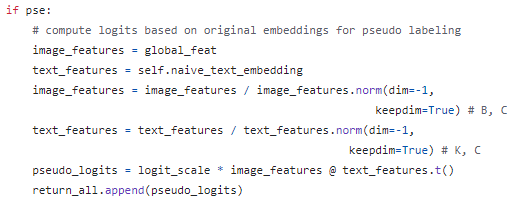 if pse:
    # compute logits based on original embeddings for pseudo labeling
    image_features = global_feat
    text_features = self.naive_text_embedding
    image_features = image_features / image_features.norm(dim=-1,
                                                          keepdim=True) # B, C
    text_features = text_features / text_features.norm(dim=-1,
                                                      keepdim=True) # K, C
    pseudo_logits = logit_scale * image_features @ text_features.t()
    return_all.append(pseudo_logits)